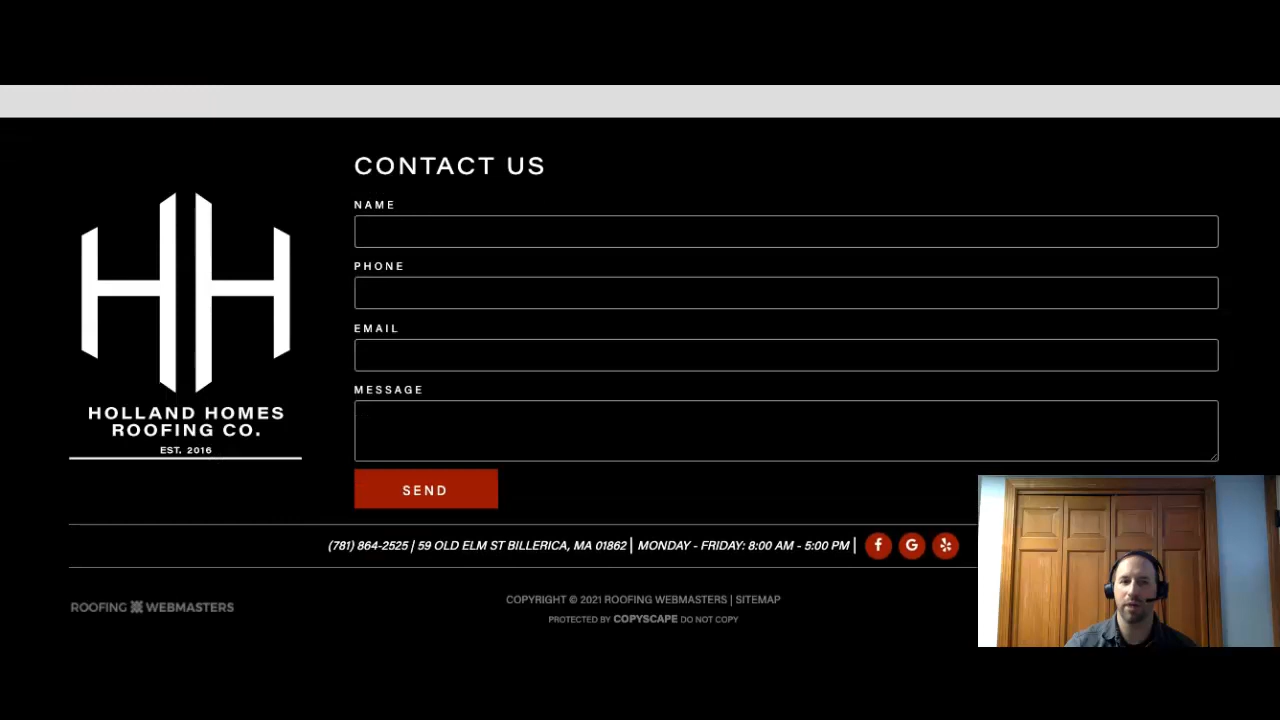 CONTACT US
NAME
PHONE
EMAIL
MESSAGE
SEND
HOLLAND HOMES
ROOFING CO.
EST. 2016
(781) 864-2525 | 59 OLD ELM ST BILLERICA, MA 01862 | MONDAY - FRIDAY: 8:00 AM - 5:00 PM |
ROOFING WEBMASTERS
COPYRIGHT © 2021 ROOFING WEBMASTERS | SITEMAP
PROTECTED BY COPYSCAPE DO NOT COPY